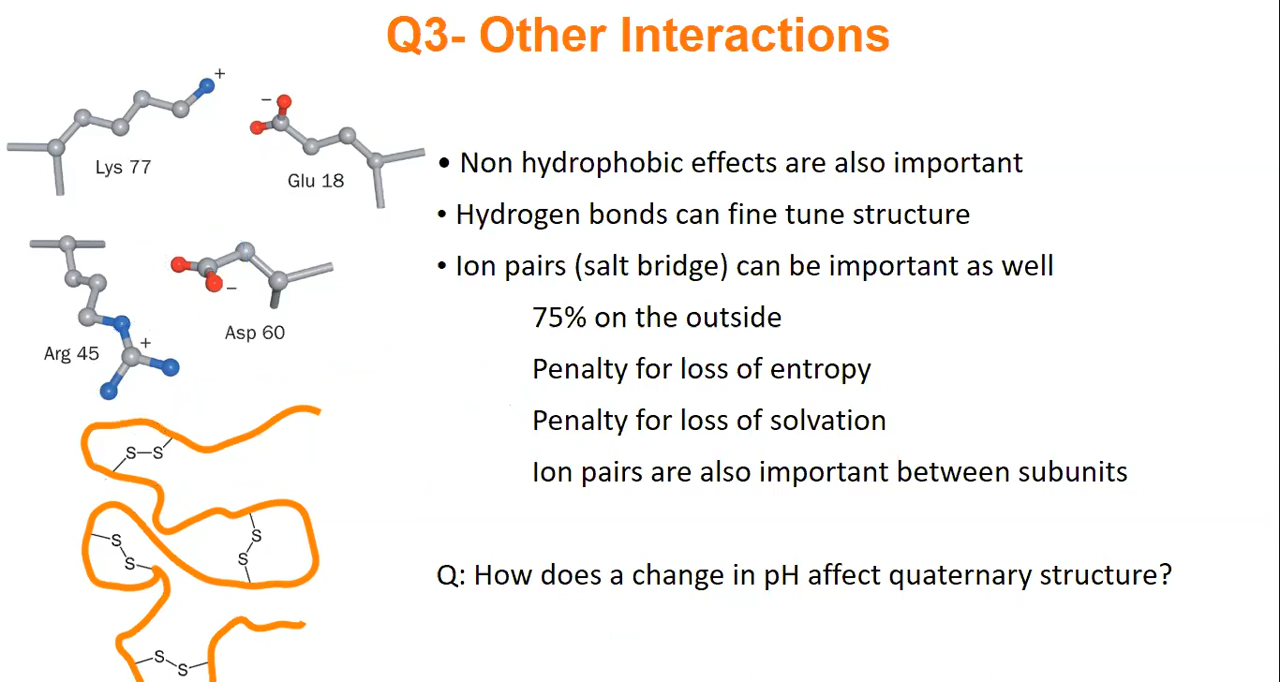 Q3- Other Interactions
+
−
Lys 77
Glu 18
• Non hydrophobic effects are also important
• Hydrogen bonds can fine tune structure
• Ion pairs (salt bridge) can be important as well
75% on the outside
Penalty for loss of entropy
Penalty for loss of solvation
Ion pairs are also important between subunits
−
Asp 60
+
Arg 45
S–S
S
S
S
S
S
S
Q: How does a change in pH affect quaternary structure?